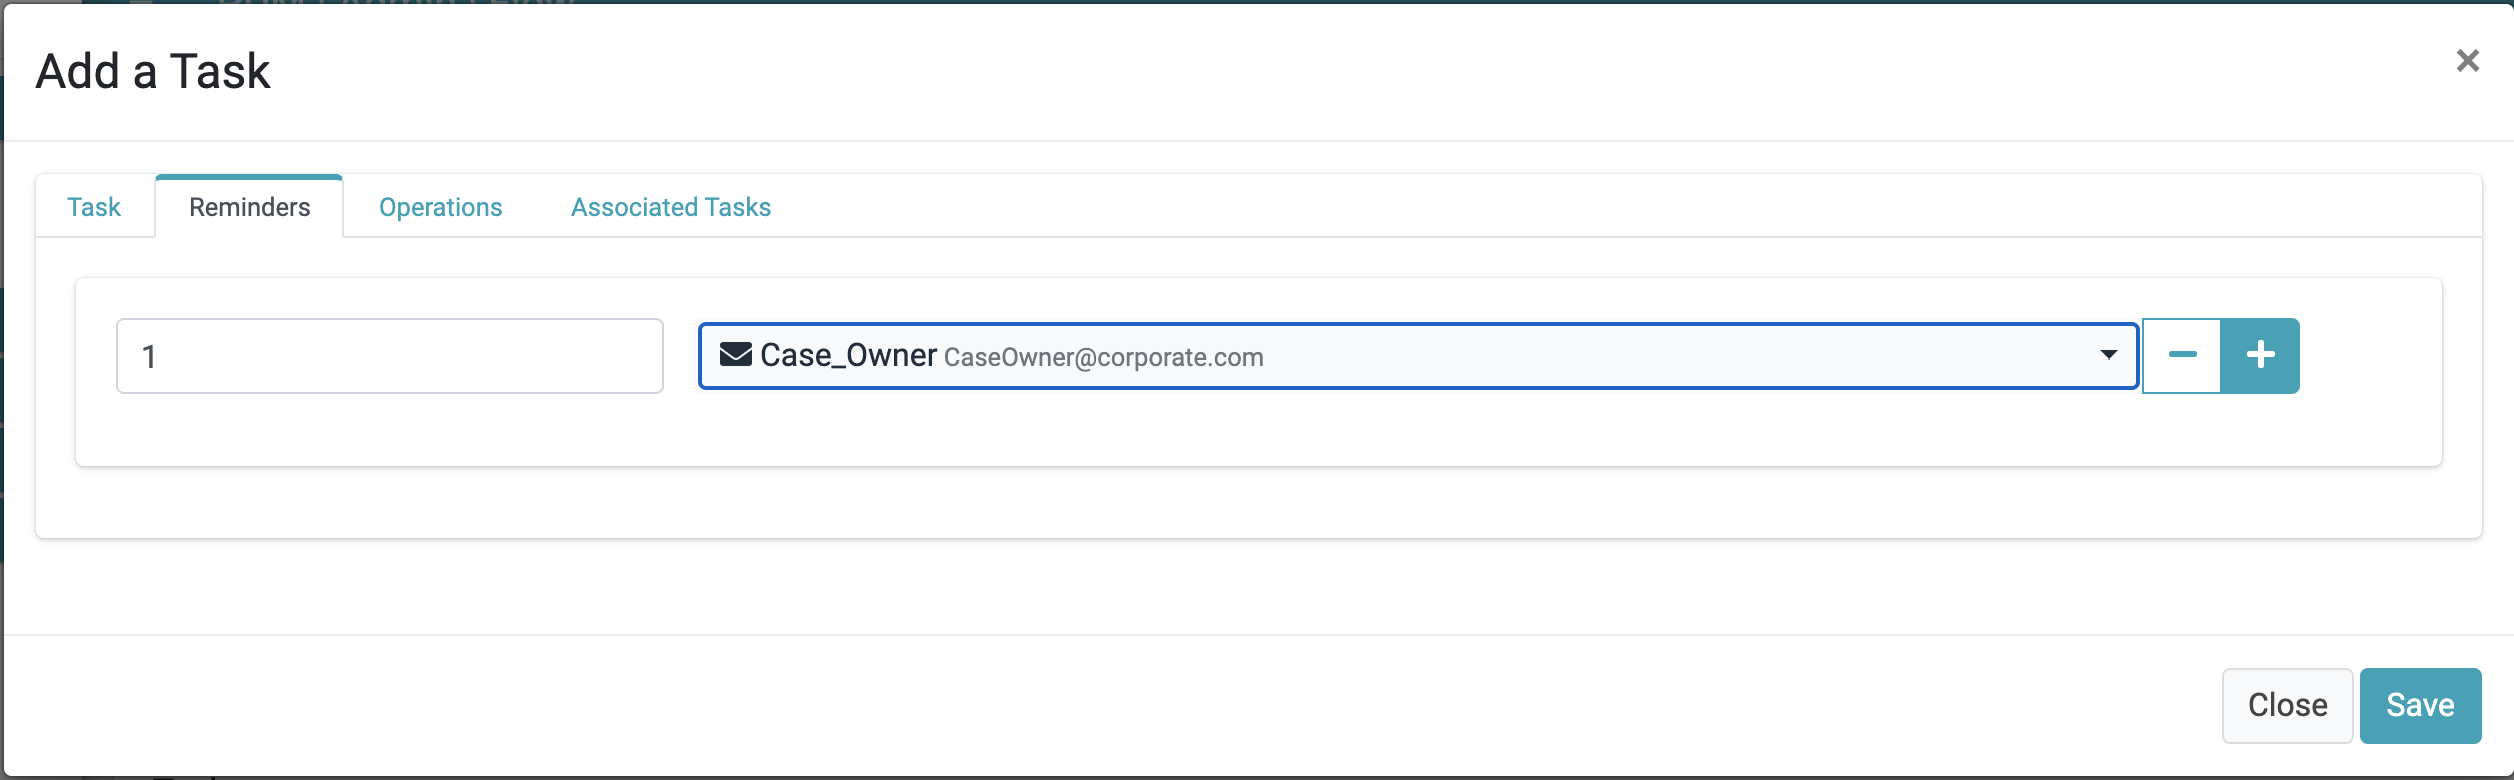 Add a Task
×
Task Reminders Operations Associated Tasks
1 Case_Owner CaseOwner@corporate.com
Close Save